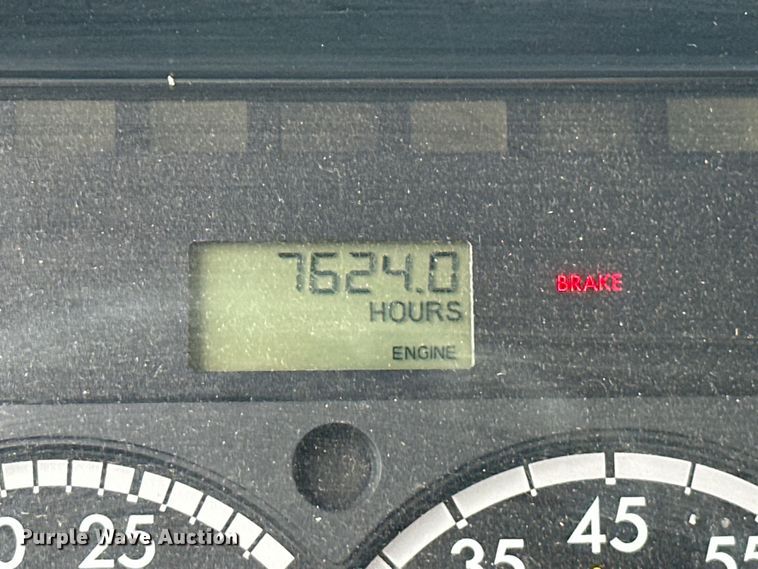 7624.0
HOURS
BRAKE
ENGINE
25
35
45
55
Purple Wave Auction